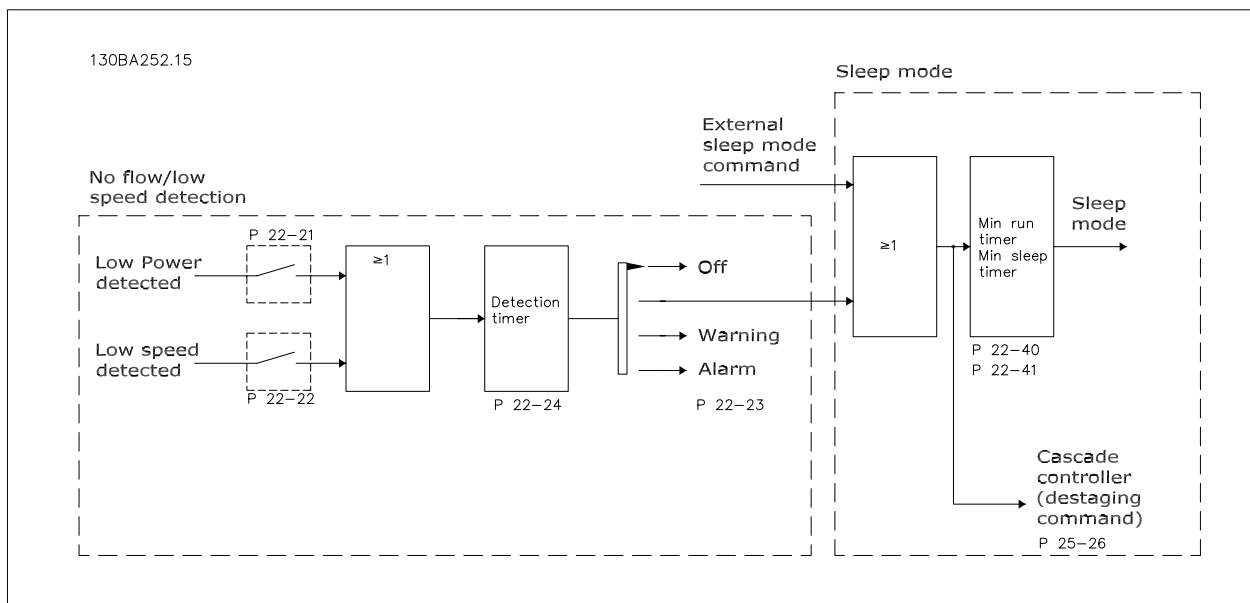 130BA252.15
Sleep mode
External
sleep mode
command
No flow/low
speed detection
P 22-21
Low Power
detected
≥1
Detection
timer
Off
Warning
Alarm
Low speed
detected
P 22-22
P 22-24
P 22-23
≥1
Min run
timer
Min sleep
timer
Sleep
mode
P 22-40
P 22-41
Cascade
controller
(destaging
command)
P 25-26